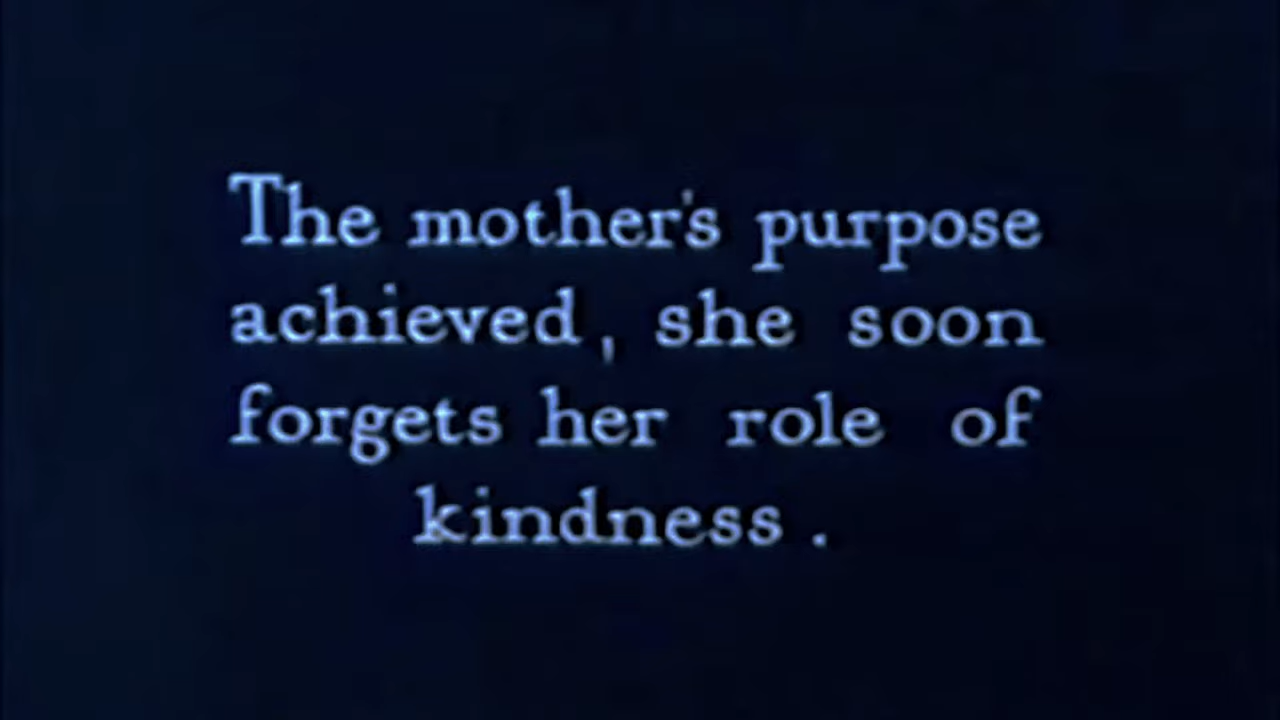 The mother's purpose
achieved, she soon
forgets her role of
kindness.